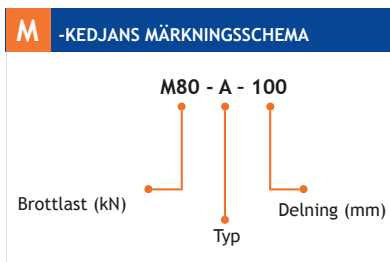 M -KEDJANS MÄRKNINGSSCHEMA
M80 - A - 100
Brottlast (kN)
Delning (mm)
Typ